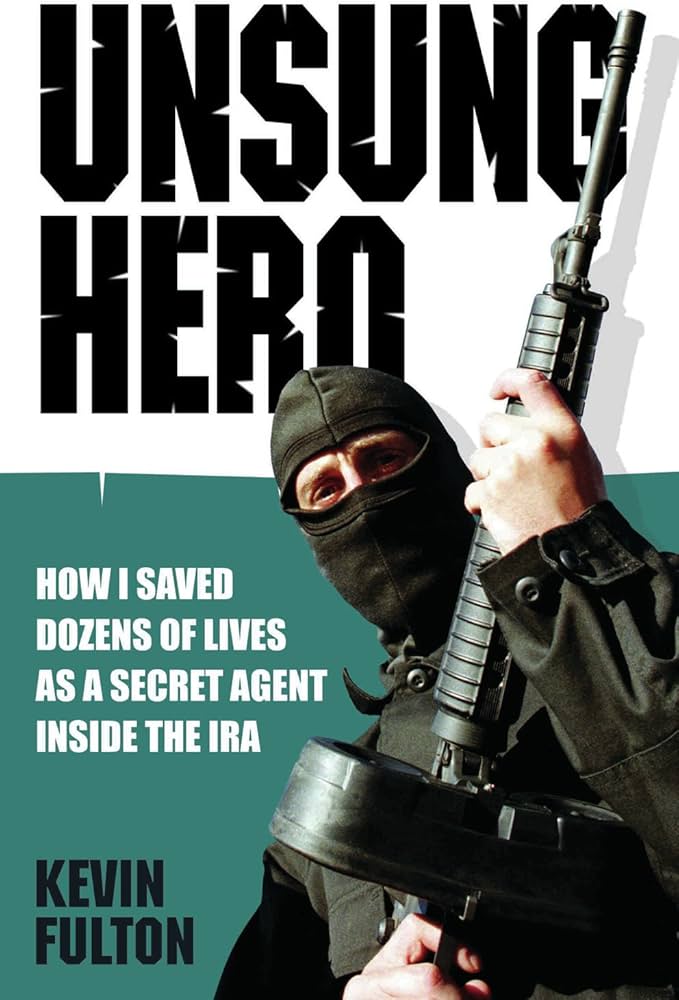 UNSUNG
HERO
HOW I SAVED
DOZENS OF LIVES
AS A SECRET AGENT
INSIDE THE IRA
KEVIN
FULTON